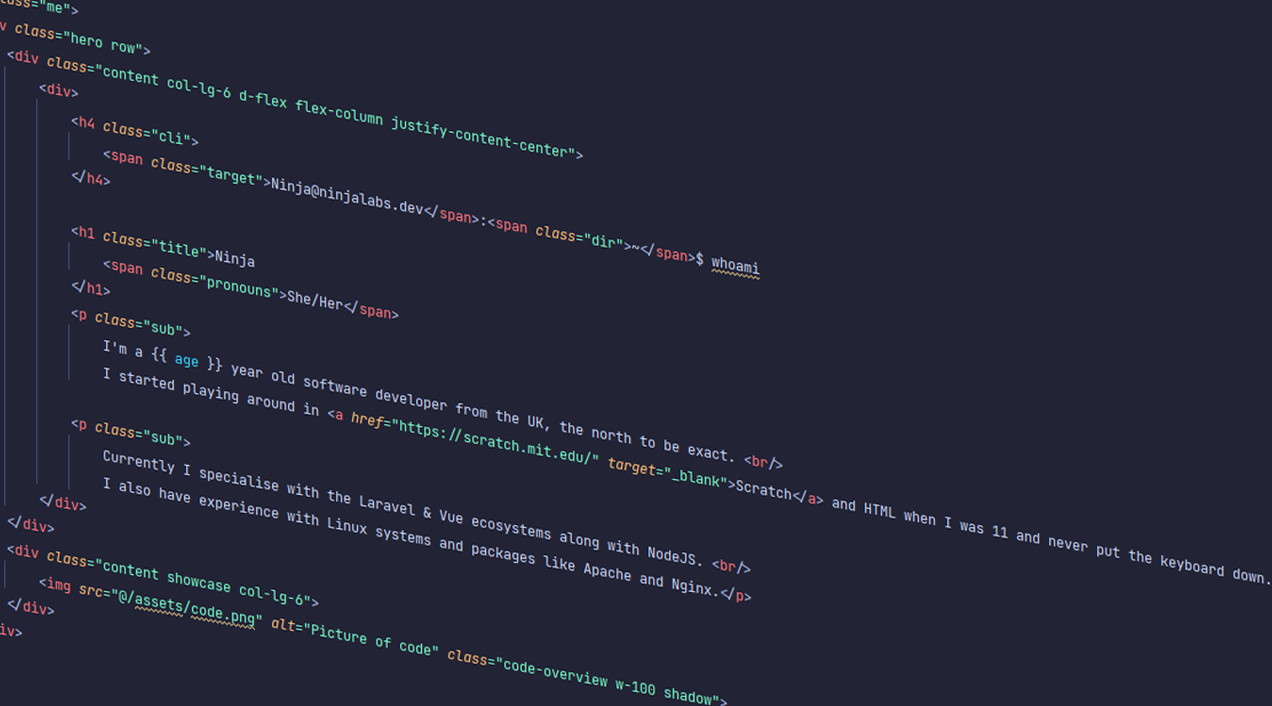 class="me">
v class="hero row">
<div class="content col-lg-6 d-flex flex-column justify-content-center">
<div>
<h4 class="cli">
<span class="target">Ninja@ninjalabs.dev</span>:<span class="dir">~</span>$ whoami
</h4>
<h1 class="title">Ninja
<span class="pronouns">She/Her</span>
</h1>
<p class="sub">
I'm a {{ age }} year old software developer from the UK, the north to be exact. <br/>
I started playing around in <a href="https://scratch.mit.edu/" target="_blank">Scratch</a> and HTML when I was 11 and never put the keyboard down.
<p class="sub">
Currently I specialise with the Laravel & Vue ecosystems along with NodeJS. <br/>
I also have experience with Linux systems and packages like Apache and Nginx.</p>
</div>
</div>
<div class="content showcase col-lg-6">
<img src="@/assets/code.png" alt="Picture of code" class="code-overview w-100 shadow">
</div>
iv>